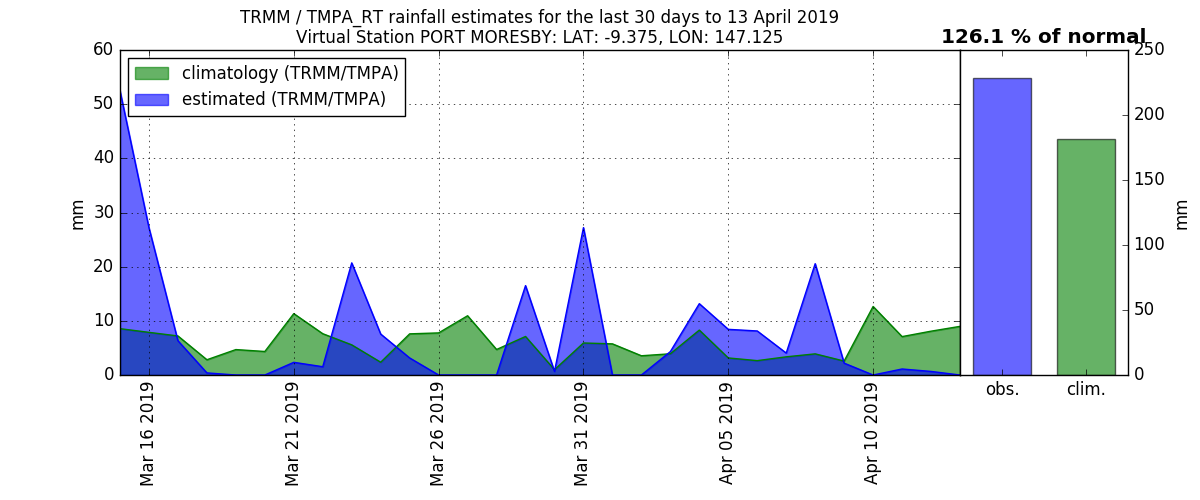 TRMM / TMPA_RT rainfall estimates for the last 30 days to 13 April 2019
Virtual Station PORT MORESBY: LAT: -9.375, LON: 147.125
126.1 % of normal
climatology (TRMM/TMPA)
estimated (TRMM/TMPA)
60
50
40
30
20
10
0
mm
250
200
150
100
50
0
mm
Mar 16 2019
Mar 21 2019
Mar 26 2019
Mar 31 2019
Apr 05 2019
Apr 10 2019
obs.
clim.